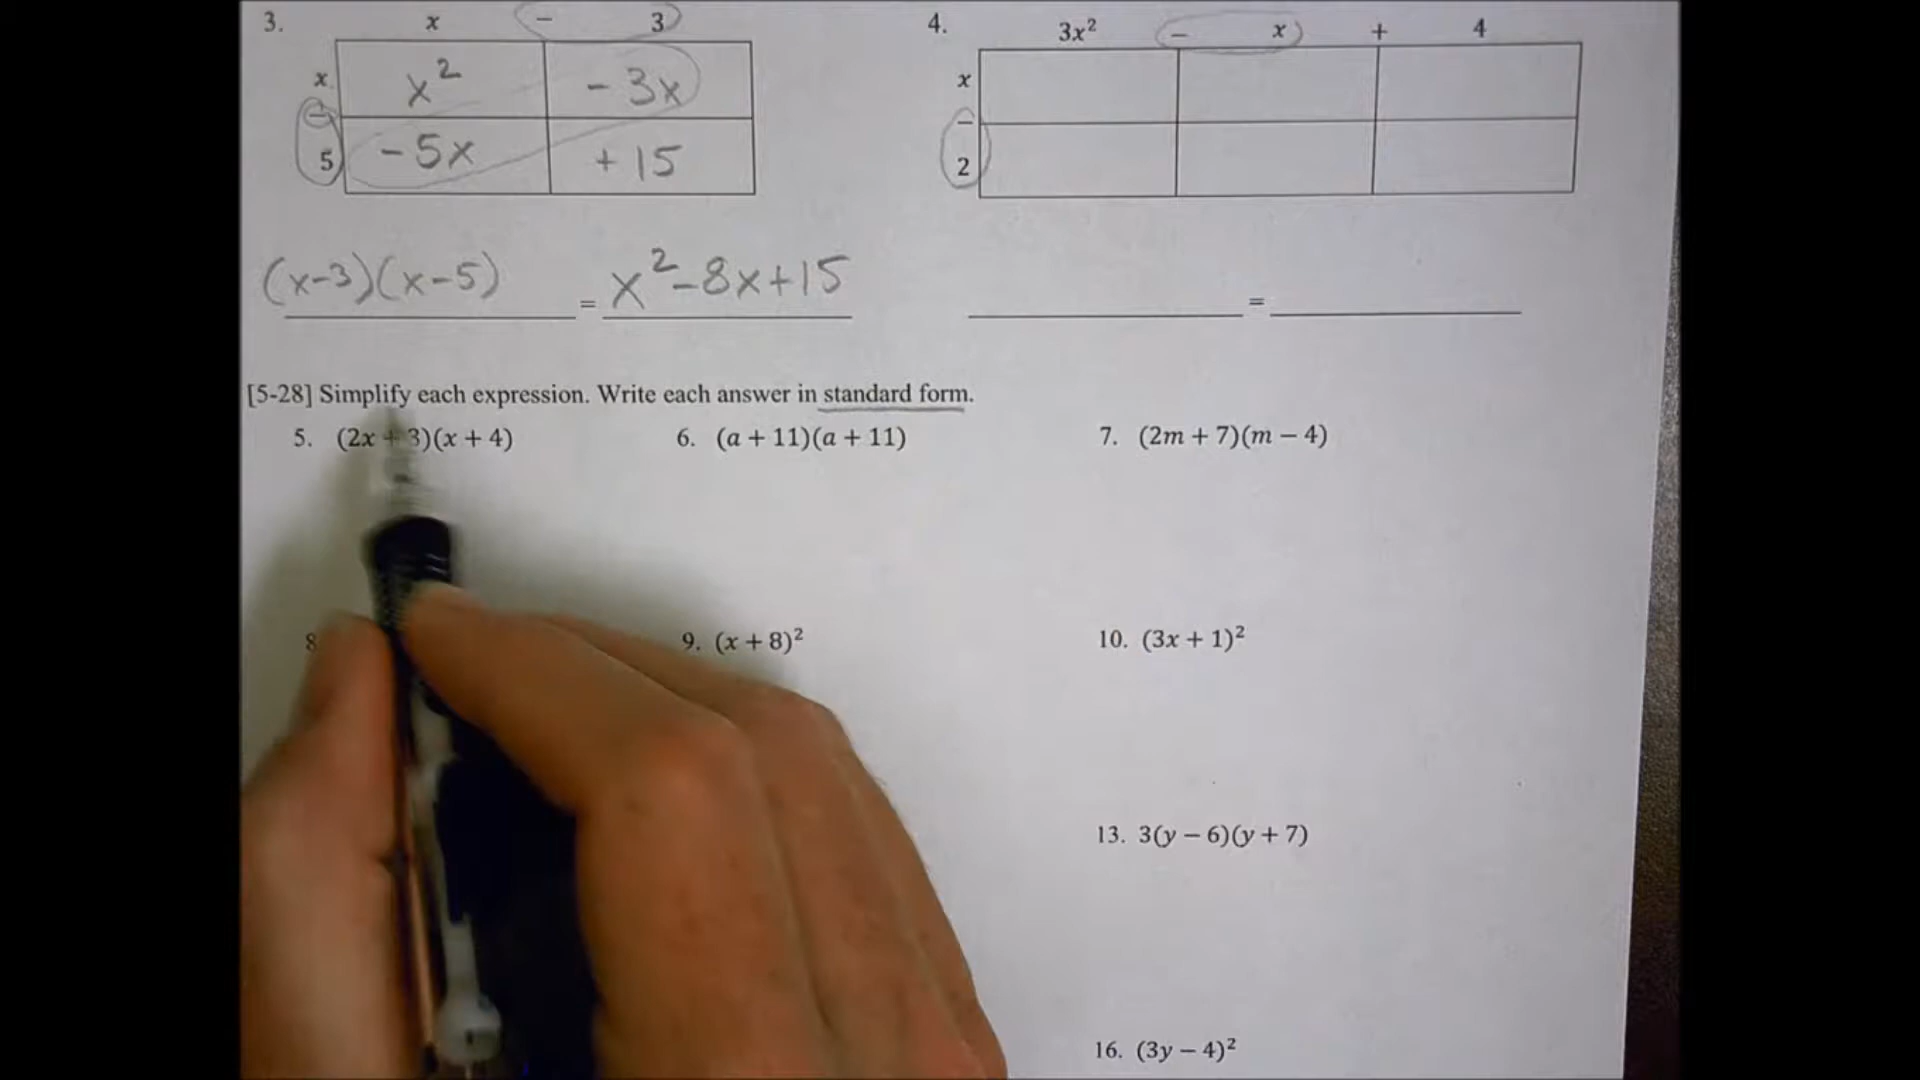 3. x − 3
x x² − 3x
−
5 −5x +15
(x−3)(x−5) = x²−8x+15
4. 3x² − x + 4
x
−
2
=
[5-28] Simplify each expression. Write each answer in standard form.
5. (2x + 3)(x + 4) 6. (a + 11)(a + 11) 7. (2m + 7)(m − 4)
8 9. (x + 8)² 10. (3x + 1)²
13. 3(y − 6)(y + 7)
16. (3y − 4)²